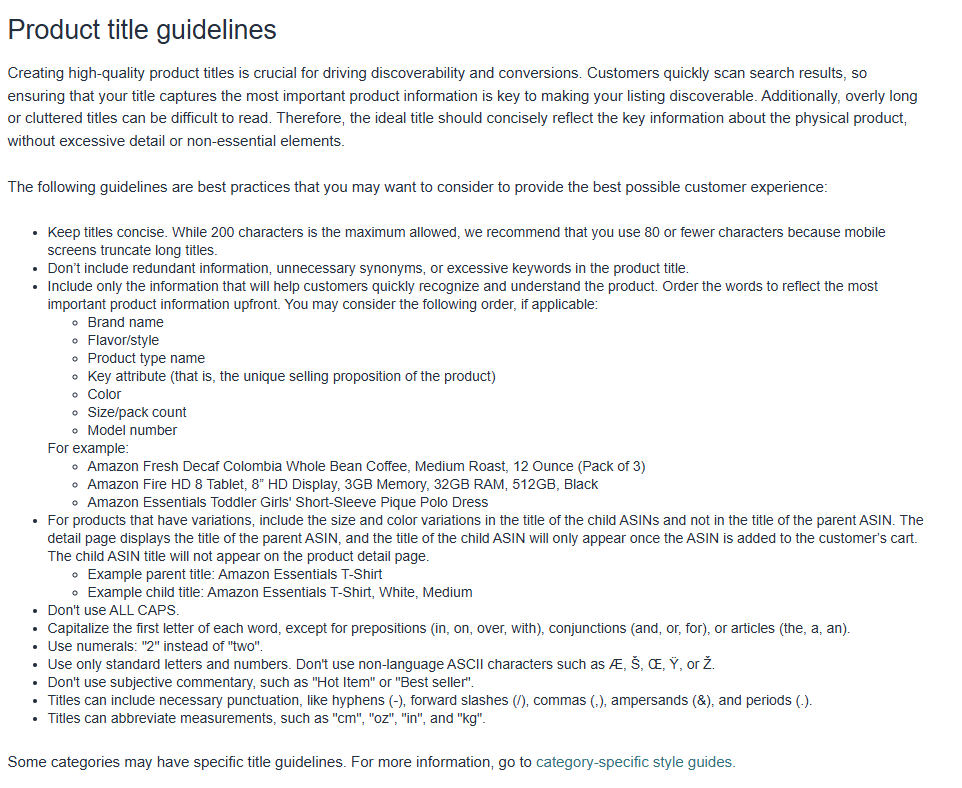 Product title guidelines
Creating high-quality product titles is crucial for driving discoverability and conversions. Customers quickly scan search results, so
ensuring that your title captures the most important product information is key to making your listing discoverable. Additionally, overly long
or cluttered titles can be difficult to read. Therefore, the ideal title should concisely reflect the key information about the physical product,
without excessive detail or non-essential elements.
The following guidelines are best practices that you may want to consider to provide the best possible customer experience:
• Keep titles concise. While 200 characters is the maximum allowed, we recommend that you use 80 or fewer characters because mobile
screens truncate long titles.
• Don’t include redundant information, unnecessary synonyms, or excessive keywords in the product title.
• Include only the information that will help customers quickly recognize and understand the product. Order the words to reflect the most
important product information upfront. You may consider the following order, if applicable:
◦ Brand name
◦ Flavor/style
◦ Product type name
◦ Key attribute (that is, the unique selling proposition of the product)
◦ Color
◦ Size/pack count
◦ Model number
For example:
◦ Amazon Fresh Decaf Colombia Whole Bean Coffee, Medium Roast, 12 Ounce (Pack of 3)
◦ Amazon Fire HD 8 Tablet, 8” HD Display, 3GB Memory, 32GB RAM, 512GB, Black
◦ Amazon Essentials Toddler Girls' Short-Sleeve Pique Polo Dress
• For products that have variations, include the size and color variations in the title of the child ASINs and not in the title of the parent ASIN. The
detail page displays the title of the parent ASIN, and the title of the child ASIN will only appear once the ASIN is added to the customer’s cart.
The child ASIN title will not appear on the product detail page.
◦ Example parent title: Amazon Essentials T-Shirt
◦ Example child title: Amazon Essentials T-Shirt, White, Medium
• Don't use ALL CAPS.
• Capitalize the first letter of each word, except for prepositions (in, on, over, with), conjunctions (and, or, for), or articles (the, a, an).
• Use numerals: "2" instead of "two".
• Use only standard letters and numbers. Don't use non-language ASCII characters such as Æ, Š, Œ, Ÿ, or Ž.
• Don't use subjective commentary, such as "Hot Item" or "Best seller".
• Titles can include necessary punctuation, like hyphens (-), forward slashes (/), commas (,), ampersands (&), and periods (.).
• Titles can abbreviate measurements, such as "cm", "oz", "in", and "kg".
Some categories may have specific title guidelines. For more information, go to category-specific style guides.